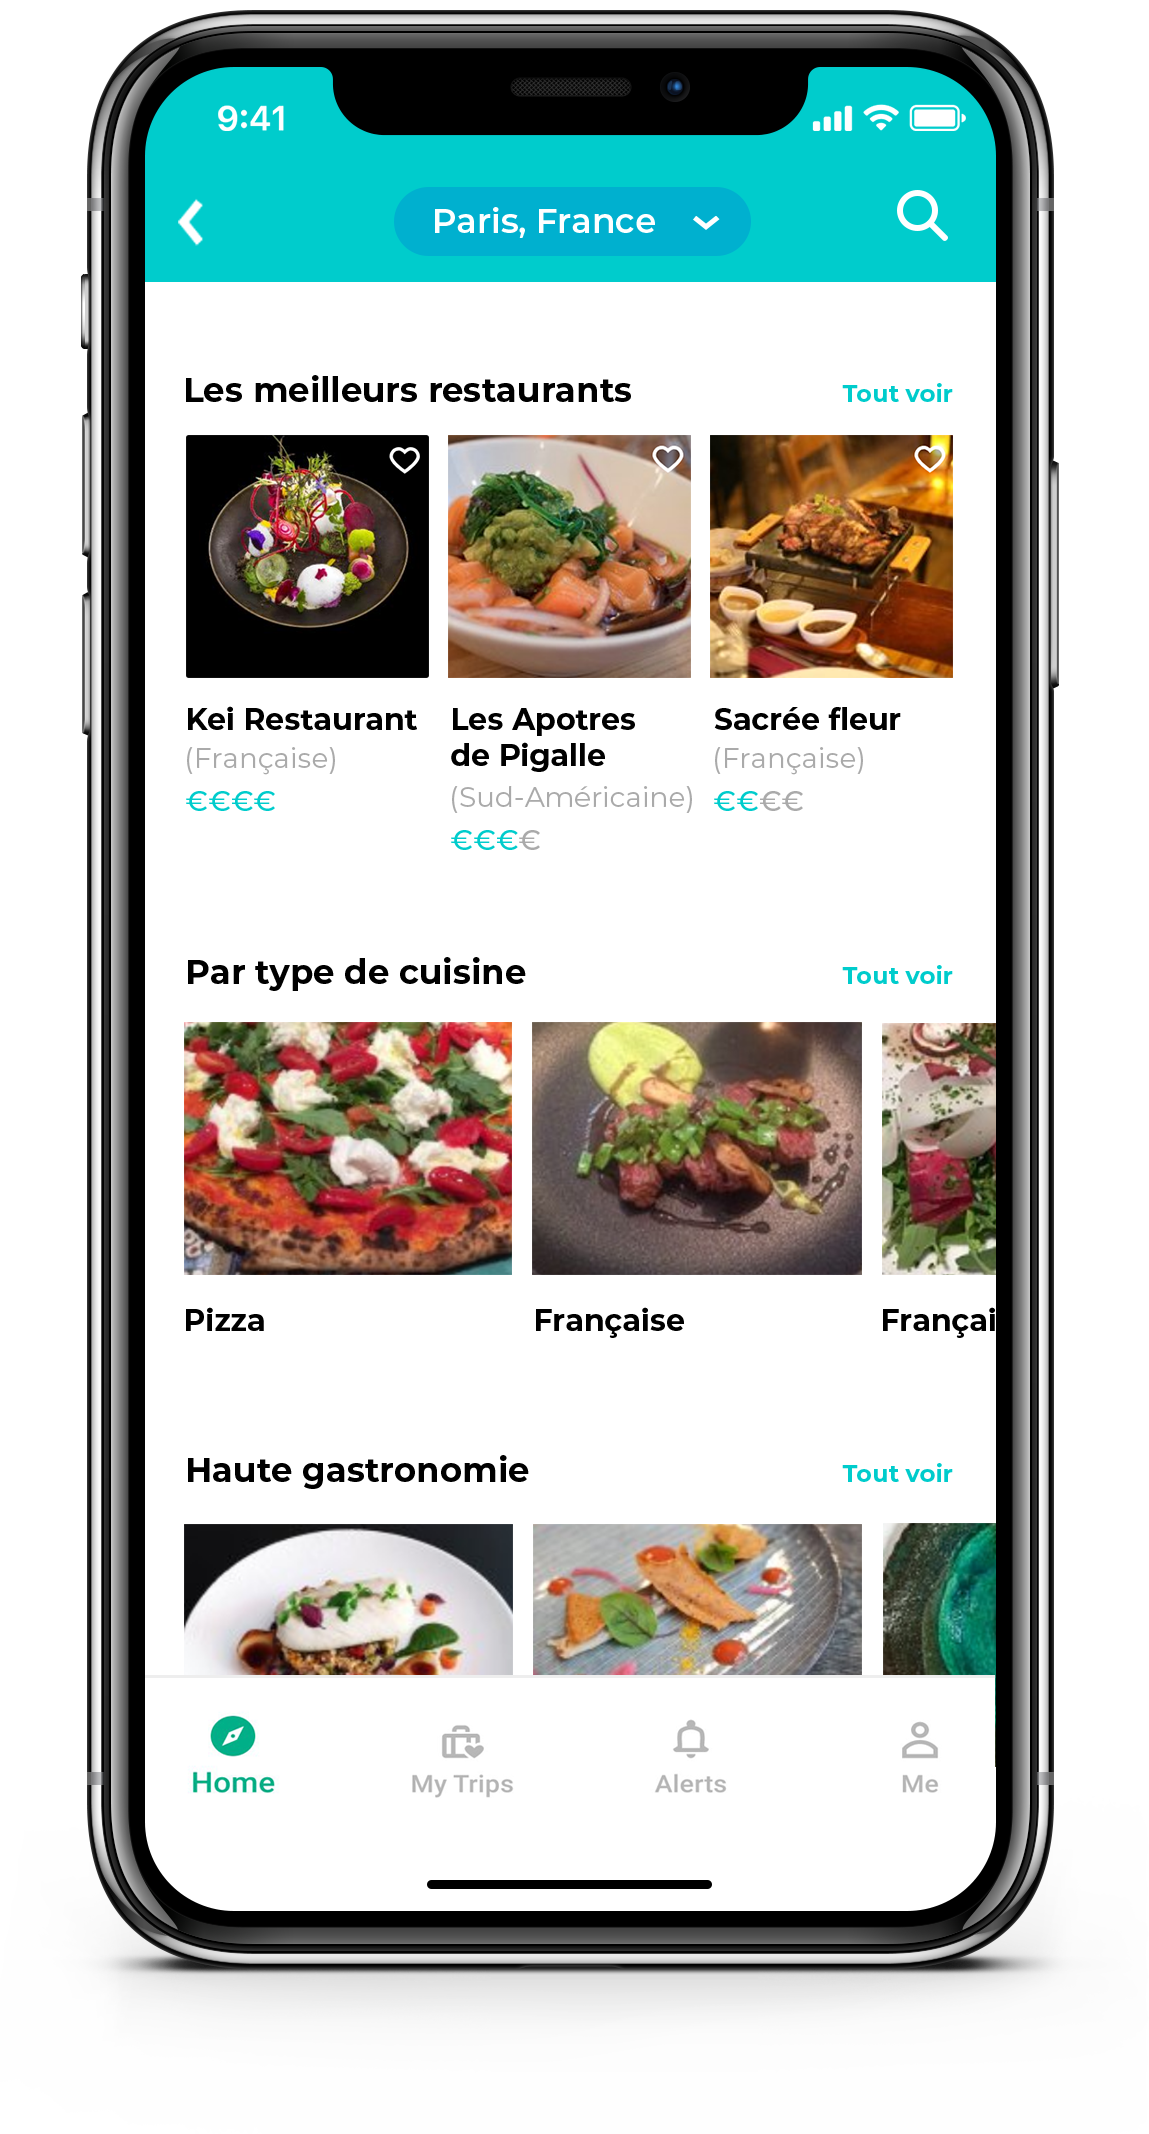 9:41
Paris, France
Les meilleurs restaurants
Tout voir
Kei Restaurant
(Française)
€€€€
Les Apotres
de Pigalle
(Sud-Américaine)
€€€€
Sacrée fleur
(Française)
€€€€
Par type de cuisine
Tout voir
Pizza
Française
Françai
Haute gastronomie
Tout voir
Home
My Trips
Alerts
Me